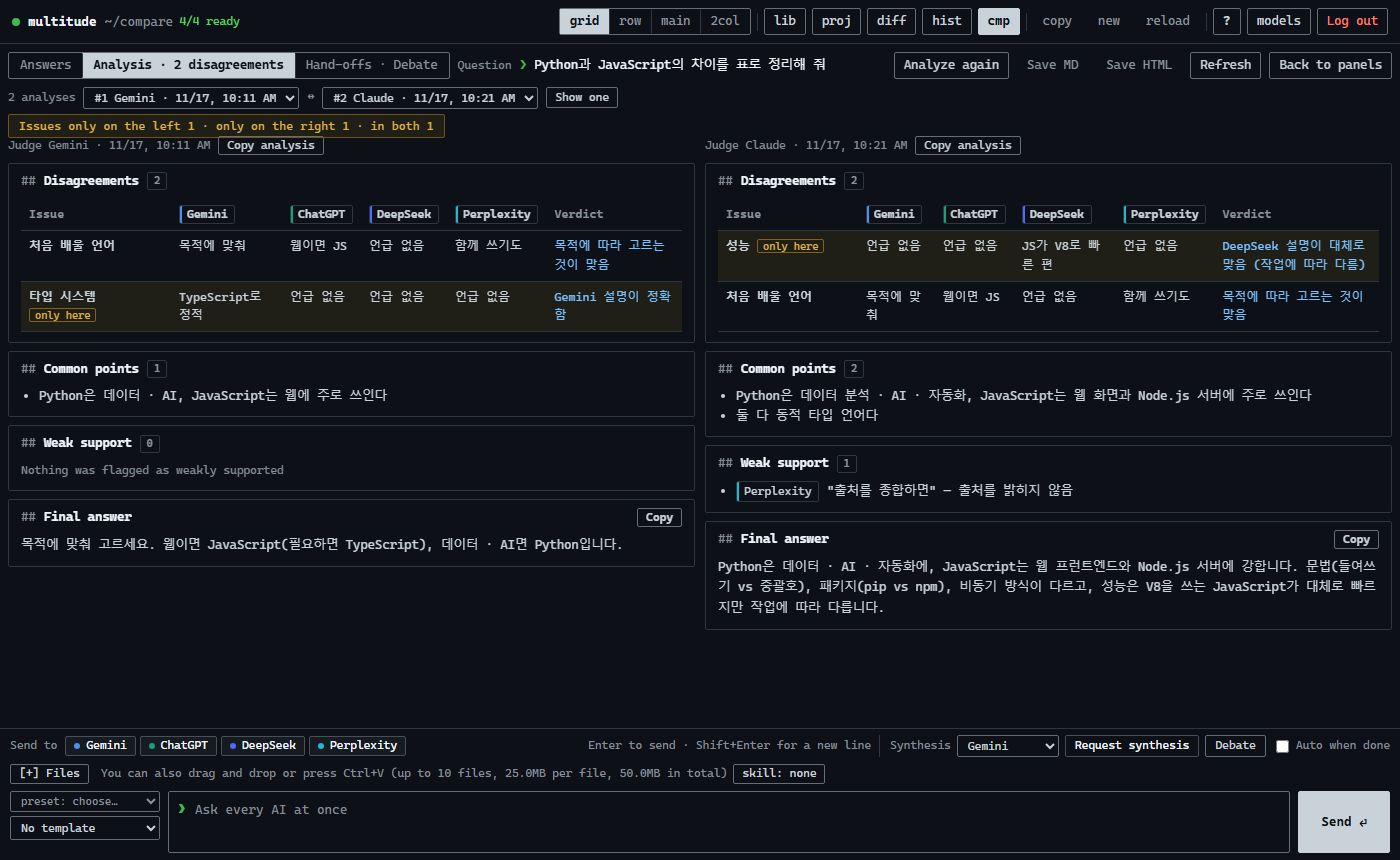 multitude ~/compare 4/4 ready grid row main 2col lib proj diff hist cmp copy new reload ? models Log out
Answers Analysis · 2 disagreements Hand-offs · Debate Question ❯ Python과 JavaScript의 차이를 표로 정리해 줘 Analyze again Save MD Save HTML Refresh Back to panels
2 analyses #1 Gemini · 11/17, 10:11 AM ↔ #2 Claude · 11/17, 10:21 AM Show one
Issues only on the left 1 · only on the right 1 · in both 1
Judge Gemini · 11/17, 10:11 AM Copy analysis
## Disagreements 2
Issue Gemini ChatGPT DeepSeek Perplexity Verdict
처음 배울 언어 목적에 맞춰 웹이면 JS 언급 없음 함께 쓰기도 목적에 따라 고르는
것이 맞음
타입 시스템 TypeScript로 언급 없음 언급 없음 언급 없음 Gemini 설명이 정확
only here 정적 함
## Common points 1
• Python은 데이터 · AI, JavaScript는 웹에 주로 쓰인다
## Weak support 0
Nothing was flagged as weakly supported
## Final answer Copy
목적에 맞춰 고르세요. 웹이면 JavaScript(필요하면 TypeScript), 데이터 · AI면 Python입니다.
Judge Claude · 11/17, 10:21 AM Copy analysis
## Disagreements 2
Issue Gemini ChatGPT DeepSeek Perplexity Verdict
성능 only here 언급 없음 언급 없음 JS가 V8로 빠 언급 없음 DeepSeek 설명이 대체로
른 편 맞음 (작업에 따라 다름)
처음 배울 언어 목적에 맞 웹이면 JS 언급 없음 함께 쓰기도 목적에 따라 고르는 것이
춰 맞음
## Common points 2
• Python은 데이터 분석 · AI · 자동화, JavaScript는 웹 화면과 Node.js 서버에 주로 쓰인다
• 둘 다 동적 타입 언어다
## Weak support 1
• Perplexity "출처를 종합하면" — 출처를 밝히지 않음
## Final answer Copy
Python은 데이터 · AI · 자동화에, JavaScript는 웹 프런트엔드와 Node.js 서버에 강합니다. 문법(들여쓰
기 vs 중괄호), 패키지(pip vs npm), 비동기 방식이 다르고, 성능은 V8을 쓰는 JavaScript가 대체로 빠르
지만 작업에 따라 다릅니다.
Send to Gemini ChatGPT DeepSeek Perplexity Enter to send · Shift+Enter for a new line Synthesis Gemini Request synthesis Debate Auto when done
[+] Files You can also drag and drop or press Ctrl+V (up to 10 files, 25.0MB per file, 50.0MB in total) skill: none
preset: choose…
No template
❯ Ask every AI at once
Send ⏎